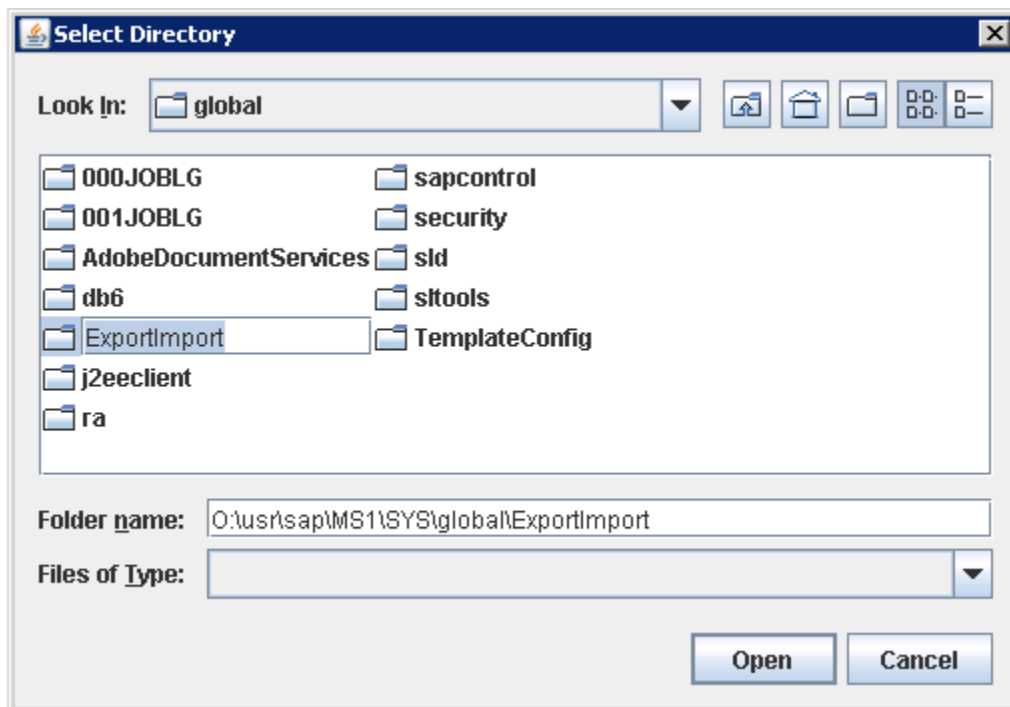 Select Directory
Look In: global
000JOBLG
001JOBLG
AdobeDocumentServices
db6
ExportImport
j2eeclient
ra
sapcontrol
security
sld
sltools
TemplateConfig
Folder name: O:\usr\sap\MS1\SYS\global\ExportImport
Files of Type:
Open Cancel